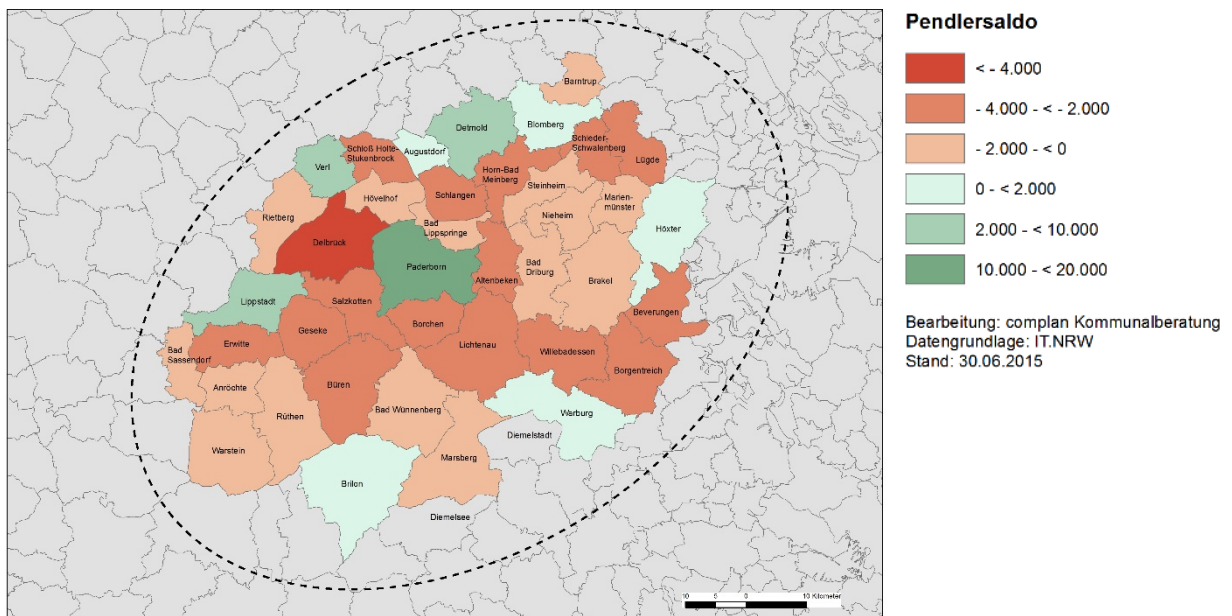 Barntrup
Blomberg
Detmold
Schieder-
Schwalenberg
Lügde
Augustdorf
Schloß Holte-
Stukenbrock
Verl
Horn-Bad
Meinberg
Steinheim
Schlangen
Hövelhof
Rietberg
Marien-
münster
Nieheim
Höxter
Bad
Lippspringe
Delbrück
Paderborn
Bad
Driburg
Altenbeken
Brakel
Lippstadt
Salzkotten
Beverungen
Borchen
Geseke
Erwitte
Bad
Sassendorf
Lichtenau
Willebadessen
Borgentreich
Büren
Anröchte
Bad Wünnenberg
Rüthen
Warburg
Diemelstadt
Warstein
Marsberg
Brilon
Diemelsee
10 5 0 10 Kilometer
Pendlersaldo
< - 4.000
- 4.000 - < - 2.000
- 2.000 - < 0
0 - < 2.000
2.000 - < 10.000
10.000 - < 20.000
Bearbeitung: complan Kommunalberatung
Datengrundlage: IT.NRW
Stand: 30.06.2015